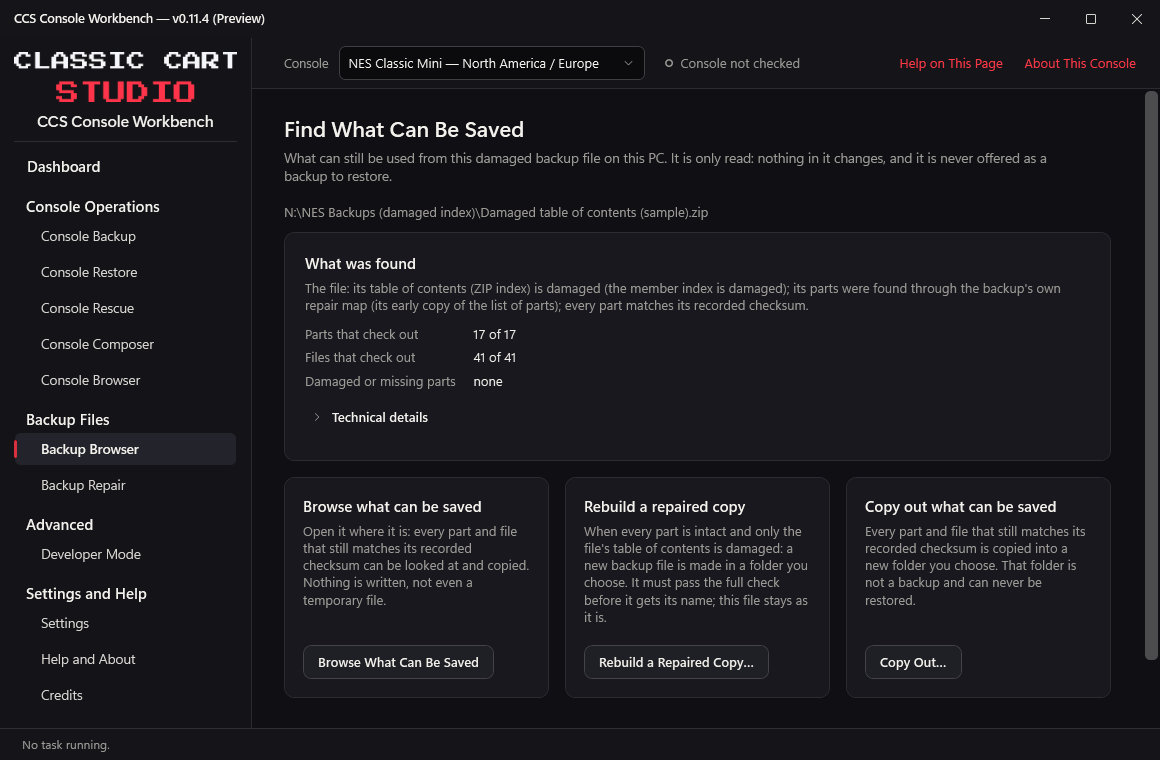 CCS Console Workbench — v0.11.4 (Preview)
CLASSIC CART
STUDIO
CCS Console Workbench
Dashboard
Console Operations
Console Backup
Console Restore
Console Rescue
Console Composer
Console Browser
Backup Files
Backup Browser
Backup Repair
Advanced
Developer Mode
Settings and Help
Settings
Help and About
Credits
Console
NES Classic Mini — North America / Europe
Console not checked
Help on This Page
About This Console
Find What Can Be Saved
What can still be used from this damaged backup file on this PC. It is only read: nothing in it changes, and it is never offered as a
backup to restore.
N:\NES Backups (damaged index)\Damaged table of contents (sample).zip
What was found
The file: its table of contents (ZIP index) is damaged (the member index is damaged); its parts were found through the backup's own
repair map (its early copy of the list of parts); every part matches its recorded checksum.
Parts that check out 17 of 17
Files that check out 41 of 41
Damaged or missing parts none
Technical details
Browse what can be saved
Open it where it is: every part and file
that still matches its recorded
checksum can be looked at and copied.
Nothing is written, not even a
temporary file.
Browse What Can Be Saved
Rebuild a repaired copy
When every part is intact and only the
file's table of contents is damaged: a
new backup file is made in a folder you
choose. It must pass the full check
before it gets its name; this file stays as
it is.
Rebuild a Repaired Copy...
Copy out what can be saved
Every part and file that still matches its
recorded checksum is copied into a
new folder you choose. That folder is
not a backup and can never be
restored.
Copy Out...
No task running.